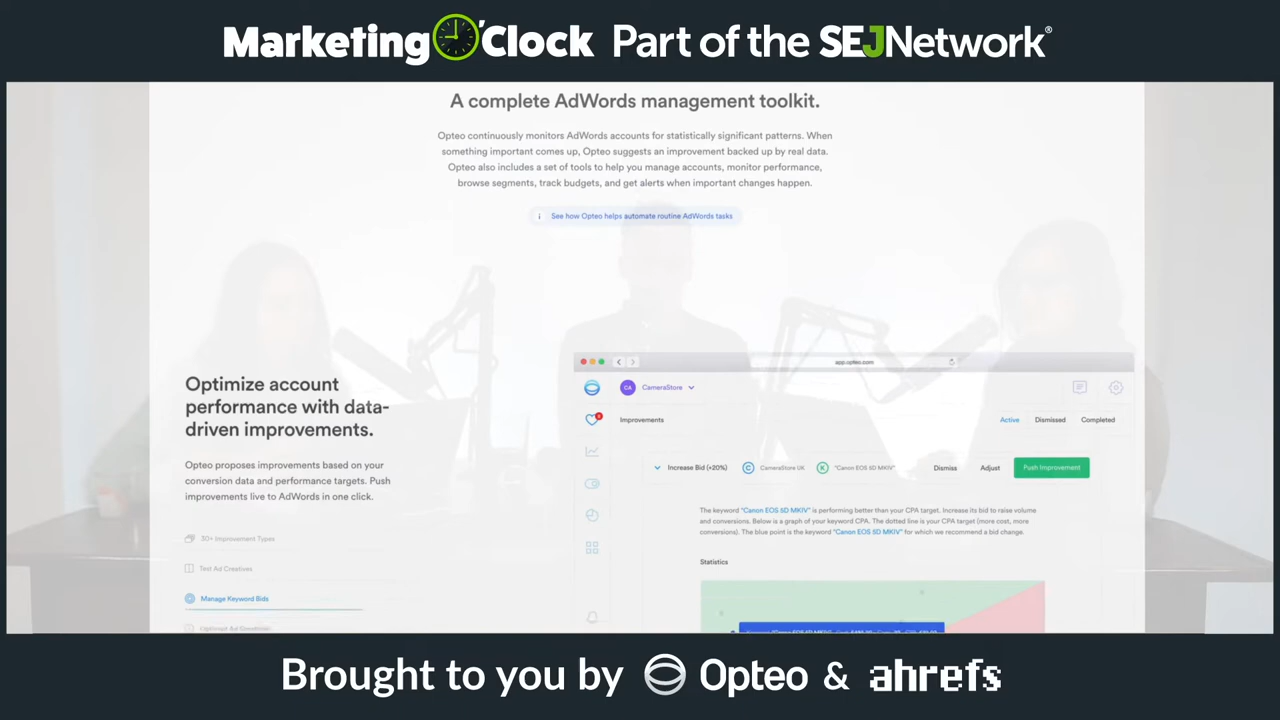 Marketing O'Clock Part of the SEJNetwork®
A complete AdWords management toolkit.
Opteo continuously monitors AdWords accounts for statistically significant patterns. When
something important comes up, Opteo suggests an improvement backed up by real data.
Opteo also includes a set of tools to help you manage accounts, monitor performance,
browse segments, track budgets, and get alerts when important changes happen.
See how Opteo helps automate routine AdWords tasks
Optimize account
performance with data-
driven improvements.
Opteo proposes improvements based on your
conversion data and performance targets. Push
improvements live to AdWords in one click.
30+ Improvement Types
Test Ad Creatives
Manage Keyword Bids
app.opteo.com
CA CameraStore
Improvements
Active Dismissed Completed
Increase Bid (+20%) C CameraStore UK K "Canon EOS 5D MKIV" Dismiss Adjust Push Improvement
The keyword "Canon EOS 5D MKIV" is performing better than your CPA target. Increase its bid to raise volume
and conversions. Below is a graph of your keyword CPA. The dotted line is your CPA target (more cost, more
conversions). The blue point is the keyword "Canon EOS 5D MKIV" for which we recommend a bid change.
Statistics
Brought to you by Opteo & ahrefs